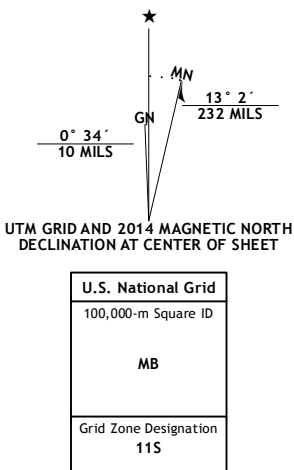 ★
MN
GN
13° 2´
232 MILS
0° 34´
10 MILS
UTM GRID AND 2014 MAGNETIC NORTH
DECLINATION AT CENTER OF SHEET
U.S. National Grid
100,000-m Square ID
MB
Grid Zone Designation
11S